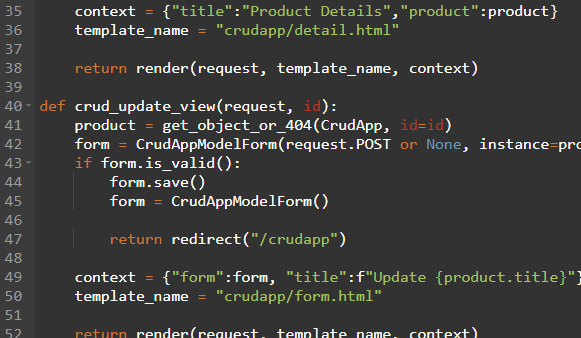 35 context = {"title":"Product Details","product":product}
36 template_name = "crudapp/detail.html"
37
38 return render(request, template_name, context)
39
40 def crud_update_view(request, id):
41 product = get_object_or_404(CrudApp, id=id)
42 form = CrudAppModelForm(request.POST or None, instance=pro
43 if form.is_valid():
44 form.save()
45 form = CrudAppModelForm()
46
47 return redirect("/crudapp")
48
49 context = {"form":form, "title":f"Update {product.title}"}
50 template_name = "crudapp/form.html"
51
52 return render(request, template_name, context)